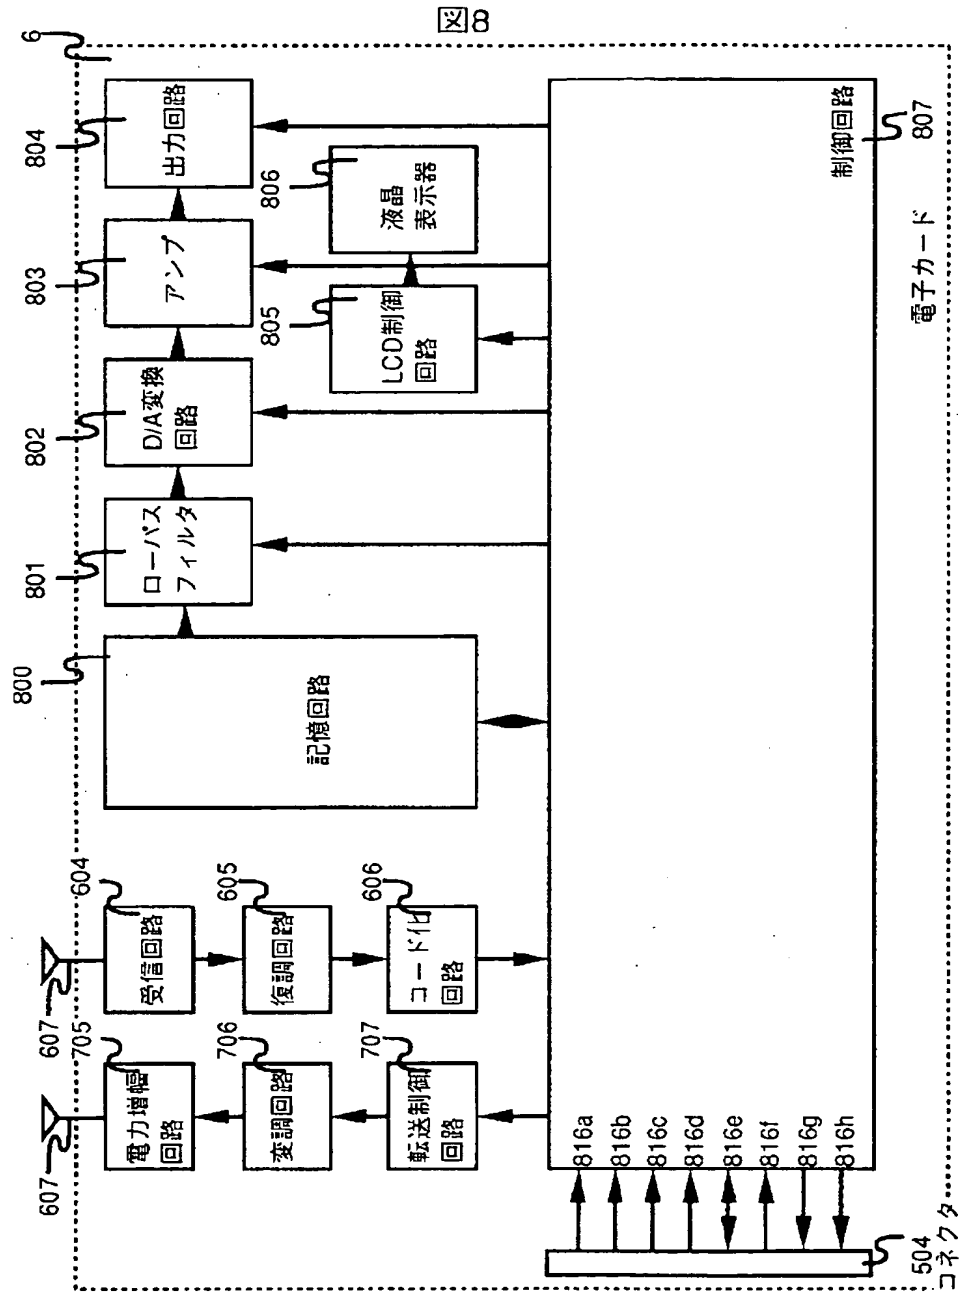 図8
6
804
出力回路
806
液晶
表示器
803
アンプ
805
LCD制御
回路
802
D/A変換
回路
801
ローパス
フィルタ
800
記憶回路
制御回路
807
電子カード
607
604
受信回路
605
復調回路
606
コード化
回路
607
705
電力増幅
回路
706
変調回路
707
転送制御
回路
816a
816b
816c
816d
816e
816f
816g
816h
504
コネクタ